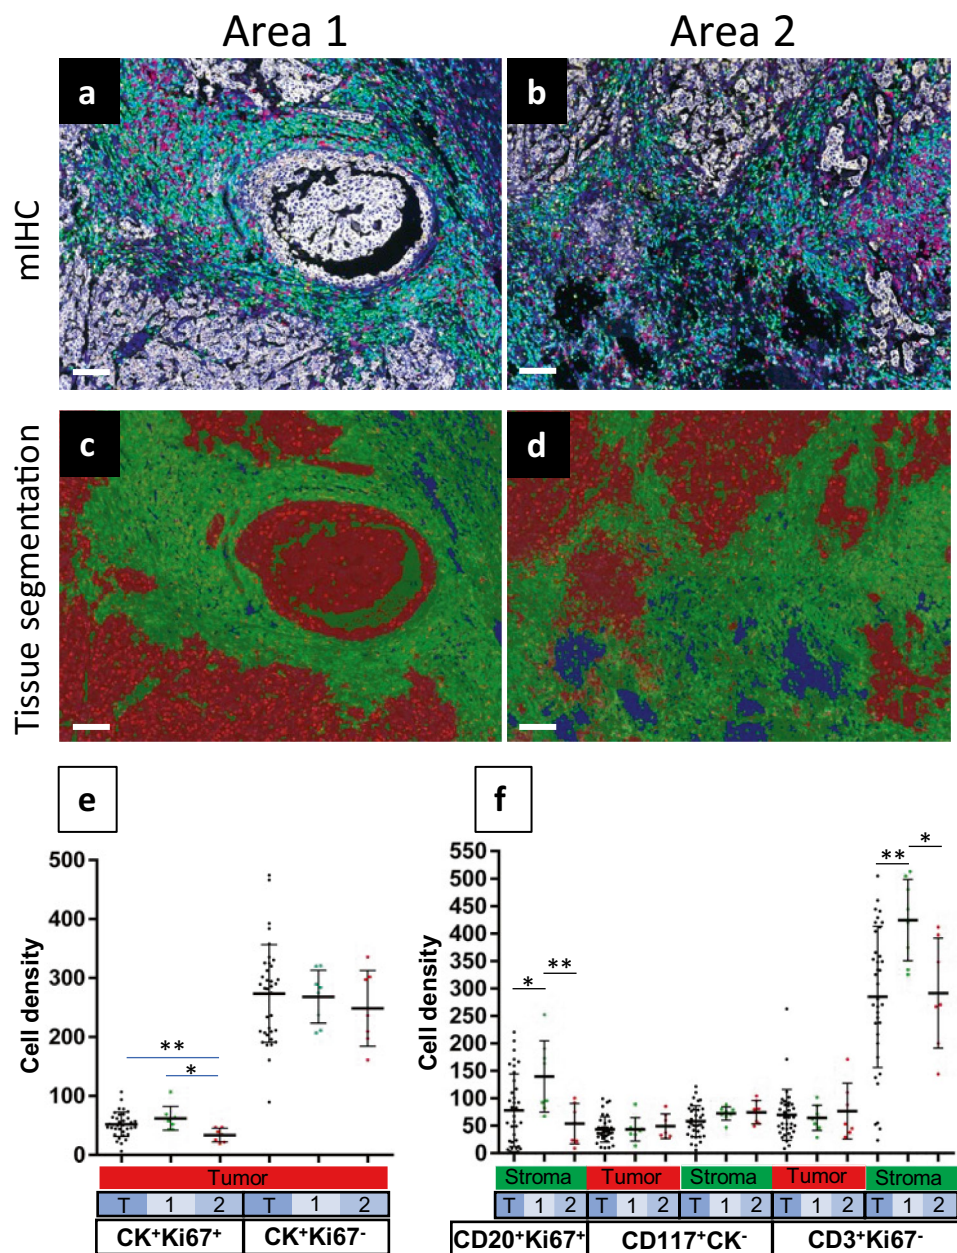 Area 1 Area 2
a b
mIHC
c d
Tissue segmentation
e
500
400
300
200
100
0
Cell density
** *
Tumor
T 1 2 T 1 2
CK⁺Ki67⁺ CK⁺Ki67⁻
f
550
500
450
400
350
300
250
200
150
100
50
0
Cell density
* ** ** *
Stroma Tumor Stroma Tumor Stroma
T 1 2 T 1 2 T 1 2 T 1 2 T 1 2
CD20⁺Ki67⁺ CD117⁺CK⁻ CD3⁺Ki67⁻